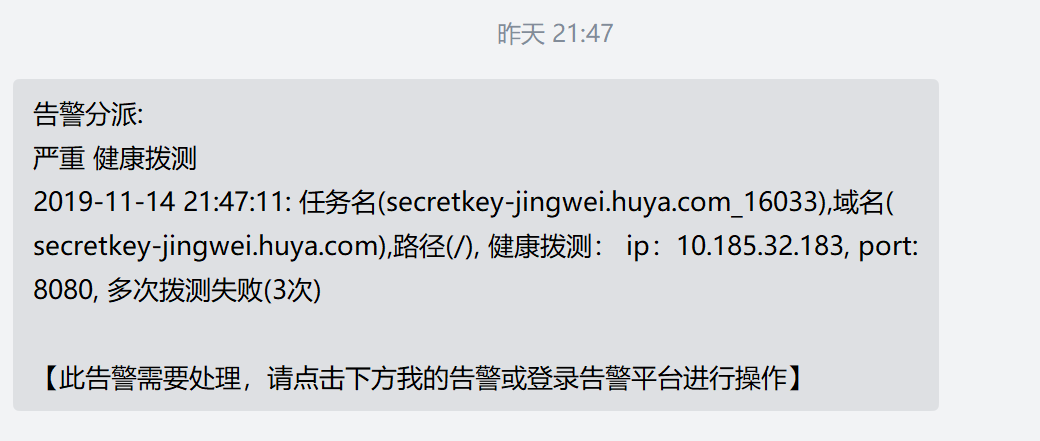 昨天 21:47
告警分派:
严重 健康拨测
2019-11-14 21:47:11: 任务名(secretkey-jingwei.huya.com_16033),域名(
secretkey-jingwei.huya.com),路径(/), 健康拨测： ip：10.185.32.183, port:
8080, 多次拨测失败(3次)
【此告警需要处理，请点击下方我的告警或登录告警平台进行操作】